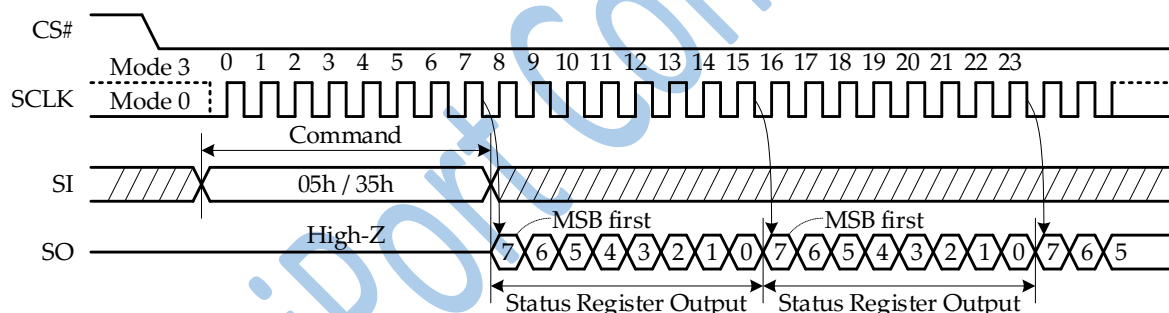 CS#
Mode 3
0 1 2 3 4 5 6 7 8 9 10 11 12 13 14 15 16 17 18 19 20 21 22 23
SCLK
Mode 0
Command
SI
05h / 35h
High-Z
MSB first
MSB first
SO
7 6 5 4 3 2 1 0 7 6 5 4 3 2 1 0 7 6 5
Status Register Output
Status Register Output